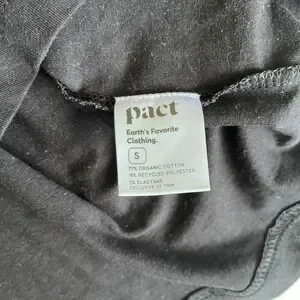 pact
Earth's Favorite
Clothing.
S
77% ORGANIC COTTON
18% RECYCLED POLYESTER
5% ELASTANE
EXCLUSIVE OF TRIM